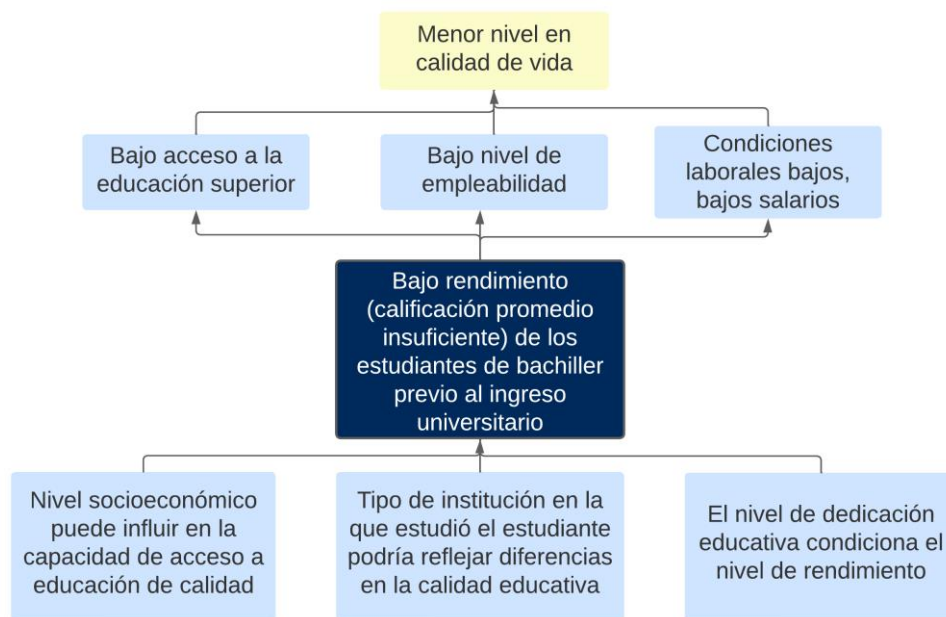 Menor nivel en
calidad de vida
Bajo acceso a la
educación superior
Bajo nivel de
empleabilidad
Condiciones
laborales bajos,
bajos salarios
Bajo rendimiento
(calificación promedio
insuficiente) de los
estudiantes de bachiller
previo al ingreso
universitario
Nivel socioeconómico
puede influir en la
capacidad de acceso a
educación de calidad
Tipo de institución en la
que estudió el estudiante
podría reflejar diferencias
en la calidad educativa
El nivel de dedicación
educativa condiciona el
nivel de rendimiento